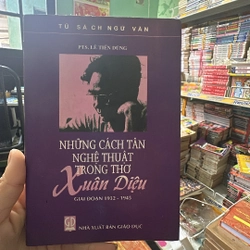 TỦ SÁCH NGỮ VĂN
PTS. LÊ TIẾN DŨNG
NHỮNG CÁCH TÂN
NGHỆ THUẬT
TRONG THƠ
Xuân Diệu
GIAI ĐOẠN 1932 - 1945
NHÀ XUẤT BẢN GIÁO DỤC